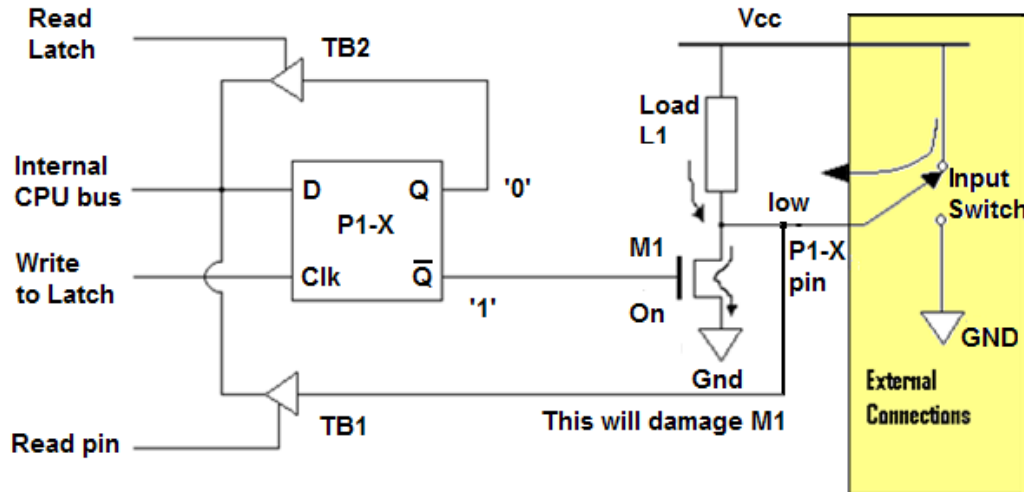 Read
Latch
TB2
Vcc
Load
L1
Internal
CPU bus
D
Q
'0'
P1-X
low
Input
Switch
P1-X
pin
Write
to Latch
Clk
Q
'1'
M1
On
Gnd
GND
External
Connections
Read pin
TB1
This will damage M1